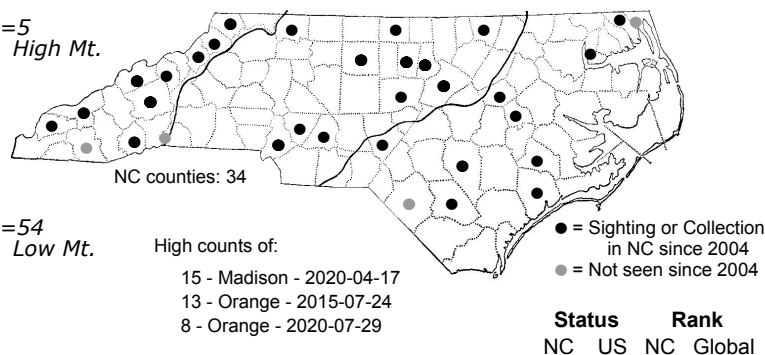 =5
High Mt.
NC counties: 34
=54
Low Mt.
High counts of:
15 - Madison - 2020-04-17
13 - Orange - 2015-07-24
8 - Orange - 2020-07-29
= Sighting or Collection
in NC since 2004
= Not seen since 2004
Status Rank
NC US NC Global